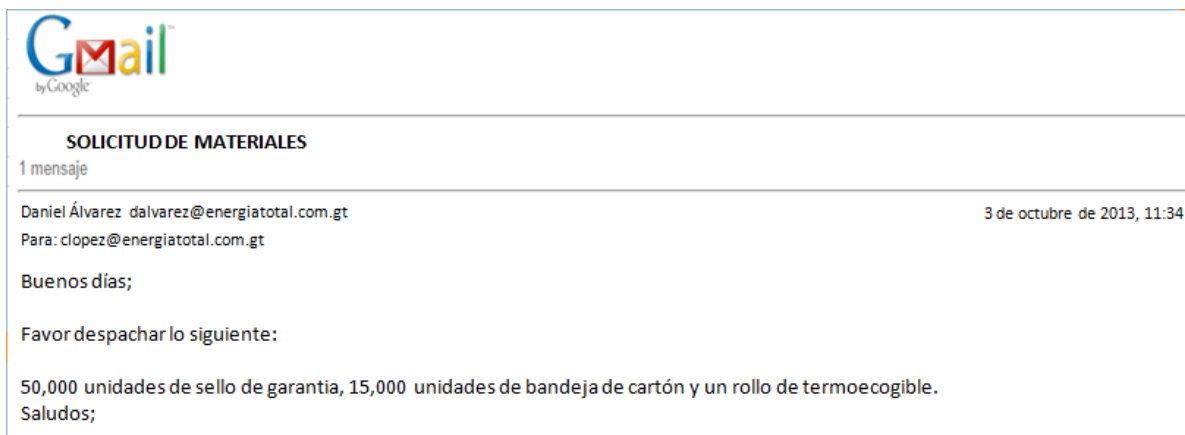 Gmail™
by Google
SOLICITUD DE MATERIALES
1 mensaje
Daniel Álvarez dalvarez@energiatotal.com.gt 3 de octubre de 2013, 11:34
Para: clopez@energiatotal.com.gt
Buenos días;
Favor despachar lo siguiente:
50,000 unidades de sello de garantia, 15,000 unidades de bandeja de cartón y un rollo de termoecogible.
Saludos;